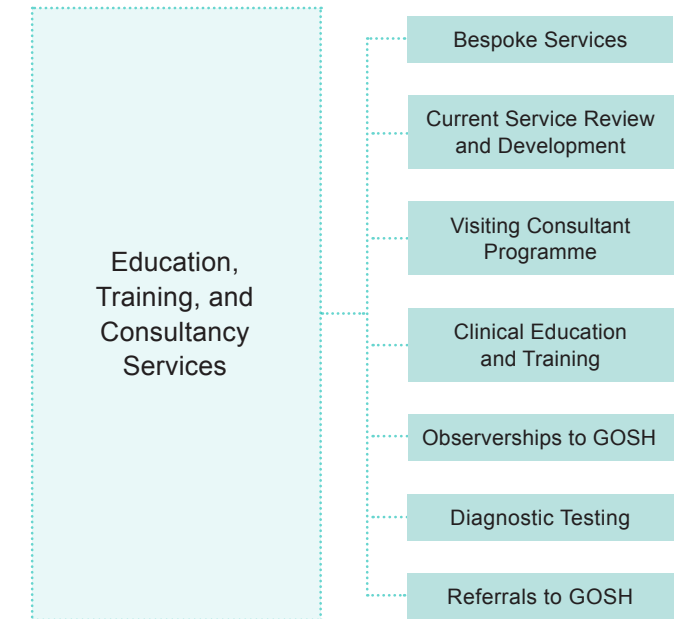 Education,
Training, and
Consultancy
Services
Bespoke Services
Current Service Review
and Development
Visiting Consultant
Programme
Clinical Education
and Training
Observerships to GOSH
Diagnostic Testing
Referrals to GOSH